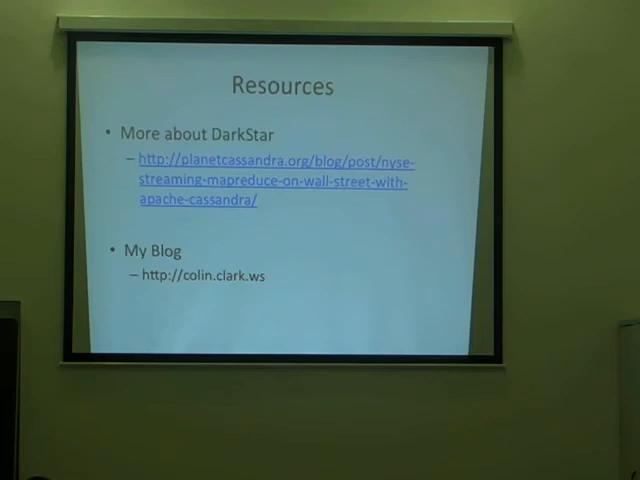 Resources
• More about DarkStar
– http://planetcassandra.org/blog/post/nyse-
streaming-mapreduce-on-wall-street-with-
apache-cassandra/
• My Blog
– http://colin.clark.ws